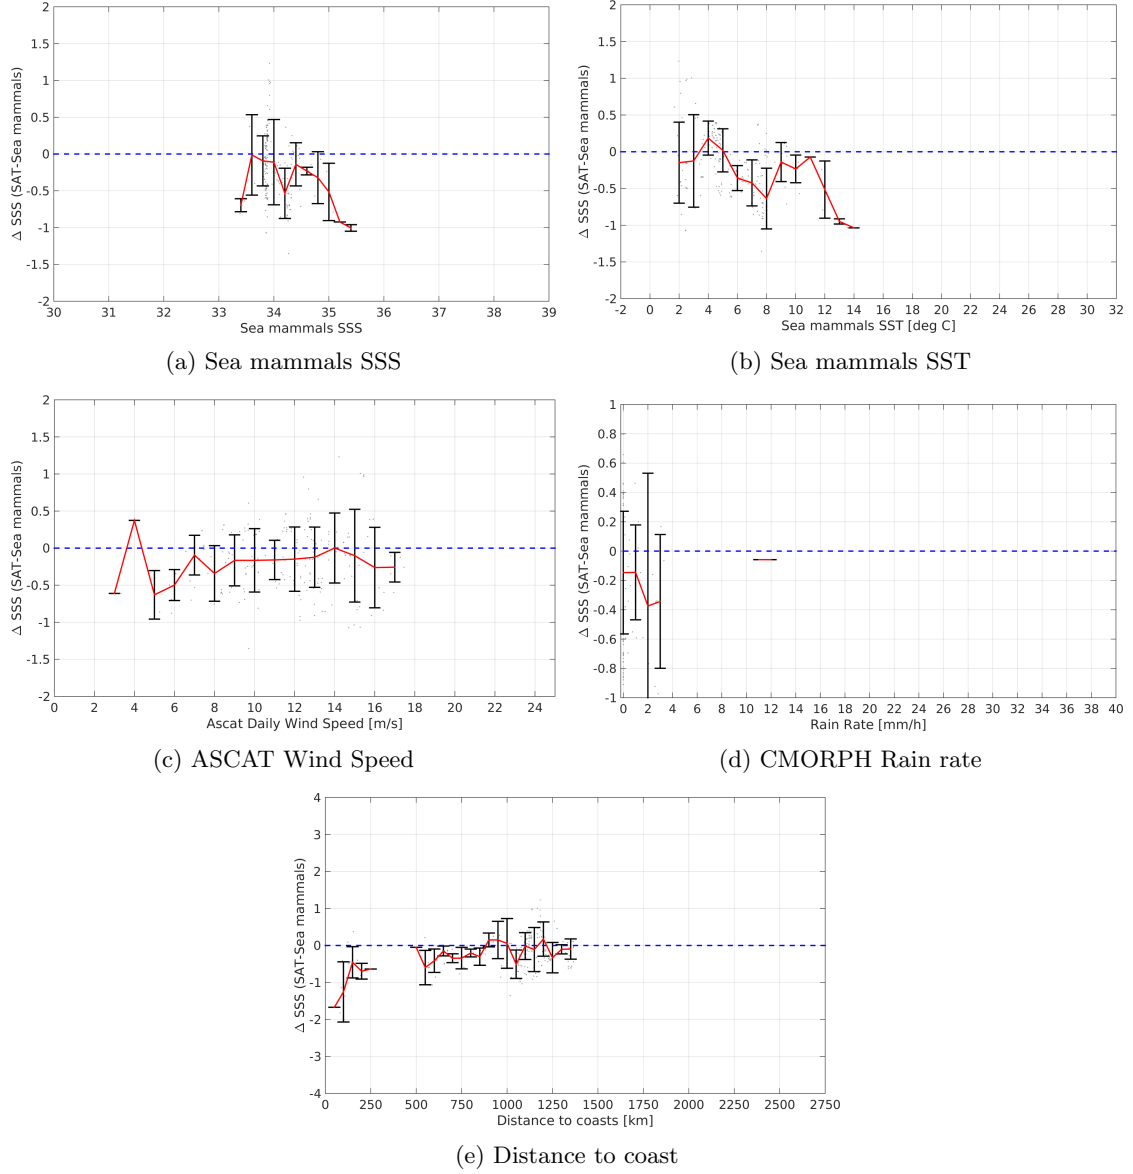 2
1.5
1
0.5
0
-0.5
-1
-1.5
-2
Δ SSS (SAT-Sea mammals)
30 31 32 33 34 35 36 37 38 39
Sea mammals SSS
(a) Sea mammals SSS
2
1.5
1
0.5
0
-0.5
-1
-1.5
-2
Δ SSS (SAT-Sea mammals)
-2 0 2 4 6 8 10 12 14 16 18 20 22 24 26 28 30 32
Sea mammals SST [deg C]
(b) Sea mammals SST
2
1.5
1
0.5
0
-0.5
-1
-1.5
-2
Δ SSS (SAT-Sea mammals)
0 2 4 6 8 10 12 14 16 18 20 22 24
Ascat Daily Wind Speed [m/s]
(c) ASCAT Wind Speed
1
0.8
0.6
0.4
0.2
0
-0.2
-0.4
-0.6
-0.8
-1
Δ SSS (SAT-Sea mammals)
0 2 4 6 8 10 12 14 16 18 20 22 24 26 28 30 32 34 36 38 40
Rain Rate [mm/h]
(d) CMORPH Rain rate
4
3
2
1
0
-1
-2
-3
-4
Δ SSS (SAT-Sea mammals)
0 250 500 750 1000 1250 1500 1750 2000 2250 2500 2750
Distance to coasts [km]
(e) Distance to coast